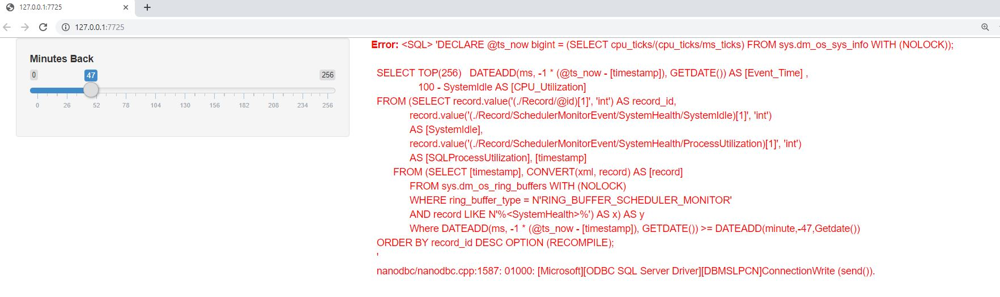 127.0.0.1:7725
127.0.0.1:7725
Minutes Back
0 47 256
0 26 52 78 104 130 156 182 208 234 256
Error: <SQL> 'DECLARE @ts_now bigint = (SELECT cpu_ticks/(cpu_ticks/ms_ticks) FROM sys.dm_os_sys_info WITH (NOLOCK));
SELECT TOP(256) DATEADD(ms, -1 * (@ts_now - [timestamp]), GETDATE()) AS [Event_Time] ,
100 - SystemIdle AS [CPU_Utilization]
FROM (SELECT record.value('(./Record/@id)[1]', 'int') AS record_id,
record.value('(./Record/SchedulerMonitorEvent/SystemHealth/SystemIdle)[1]', 'int')
AS [SystemIdle],
record.value('(./Record/SchedulerMonitorEvent/SystemHealth/ProcessUtilization)[1]', 'int')
AS [SQLProcessUtilization], [timestamp]
FROM (SELECT [timestamp], CONVERT(xml, record) AS [record]
FROM sys.dm_os_ring_buffers WITH (NOLOCK)
WHERE ring_buffer_type = N'RING_BUFFER_SCHEDULER_MONITOR'
AND record LIKE N'%<SystemHealth>%') AS x) AS y
Where DATEADD(ms, -1 * (@ts_now - [timestamp]), GETDATE()) >= DATEADD(minute,-47,Getdate())
ORDER BY record_id DESC OPTION (RECOMPILE);
'
nanodbc/nanodbc.cpp:1587: 01000: [Microsoft][ODBC SQL Server Driver][DBMSLPCN]ConnectionWrite (send()).